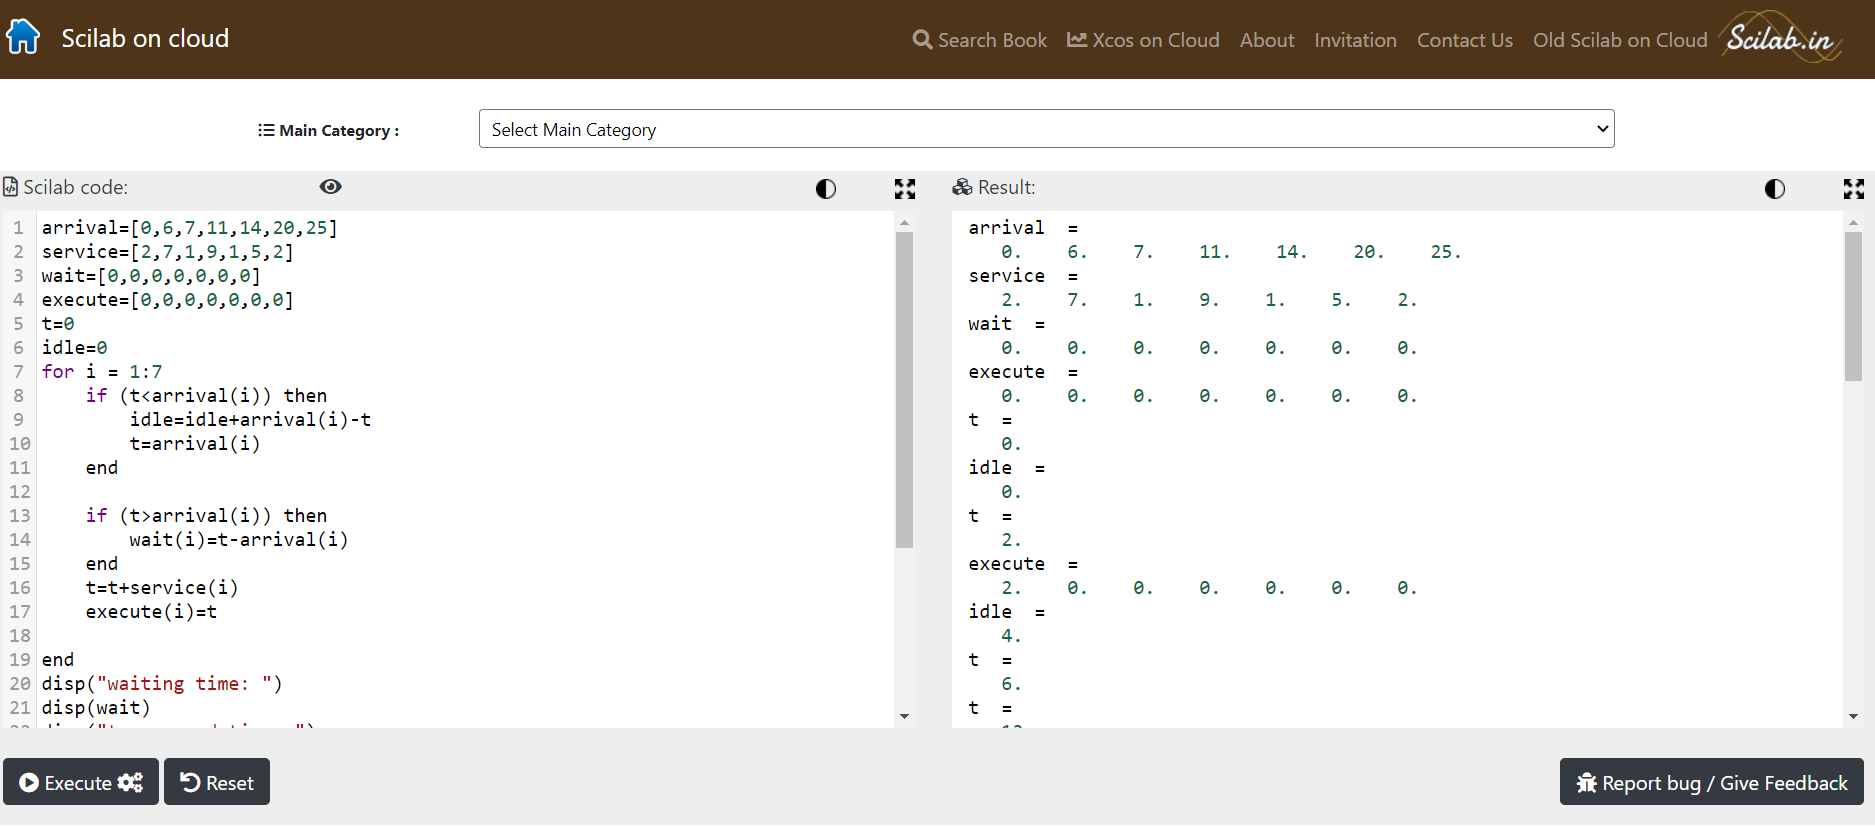 Scilab on cloud
Search Book Xcos on Cloud About Invitation Contact Us Old Scilab on Cloud Scilab.in
Main Category :
Select Main Category
Scilab code:
1 arrival=[0,6,7,11,14,20,25]
2 service=[2,7,1,9,1,5,2]
3 wait=[0,0,0,0,0,0,0]
4 execute=[0,0,0,0,0,0,0]
5 t=0
6 idle=0
7 for i = 1:7
8 if (t<arrival(i)) then
9 idle=idle+arrival(i)-t
10 t=arrival(i)
11 end
12
13 if (t>arrival(i)) then
14 wait(i)=t-arrival(i)
15 end
16 t=t+service(i)
17 execute(i)=t
18
19 end
20 disp("waiting time: ")
21 disp(wait)
Result:
arrival =
0. 6. 7. 11. 14. 20. 25.
service =
2. 7. 1. 9. 1. 5. 2.
wait =
0. 0. 0. 0. 0. 0. 0.
execute =
0. 0. 0. 0. 0. 0. 0.
t =
0.
idle =
0.
t =
2.
execute =
2. 0. 0. 0. 0. 0. 0.
idle =
4.
t =
6.
t =
Execute Reset
Report bug / Give Feedback